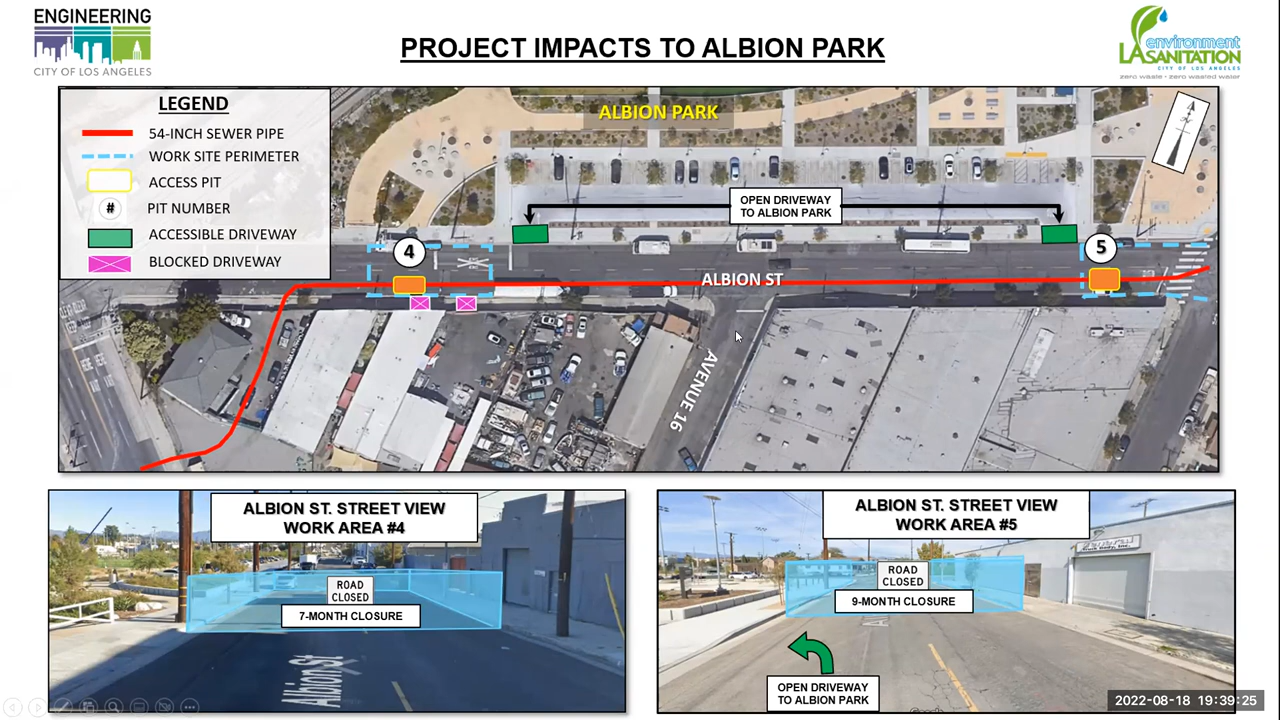 ENGINEERING
CITY OF LOS ANGELES
PROJECT IMPACTS TO ALBION PARK
environment
LA SANITATION
CITY OF LOS ANGELES
zero waste • zero wasted water
LEGEND
54-INCH SEWER PIPE
WORK SITE PERIMETER
ACCESS PIT
# PIT NUMBER
ACCESSIBLE DRIVEWAY
BLOCKED DRIVEWAY
ALBION PARK
OPEN DRIVEWAY
TO ALBION PARK
4
5
ALBION ST
AVENUE 16
ALBION ST. STREET VIEW
WORK AREA #4
ROAD
CLOSED
7-MONTH CLOSURE
Albion St
ALBION ST. STREET VIEW
WORK AREA #5
ROAD
CLOSED
9-MONTH CLOSURE
OPEN DRIVEWAY
TO ALBION PARK
2022-08-18 19:39:25